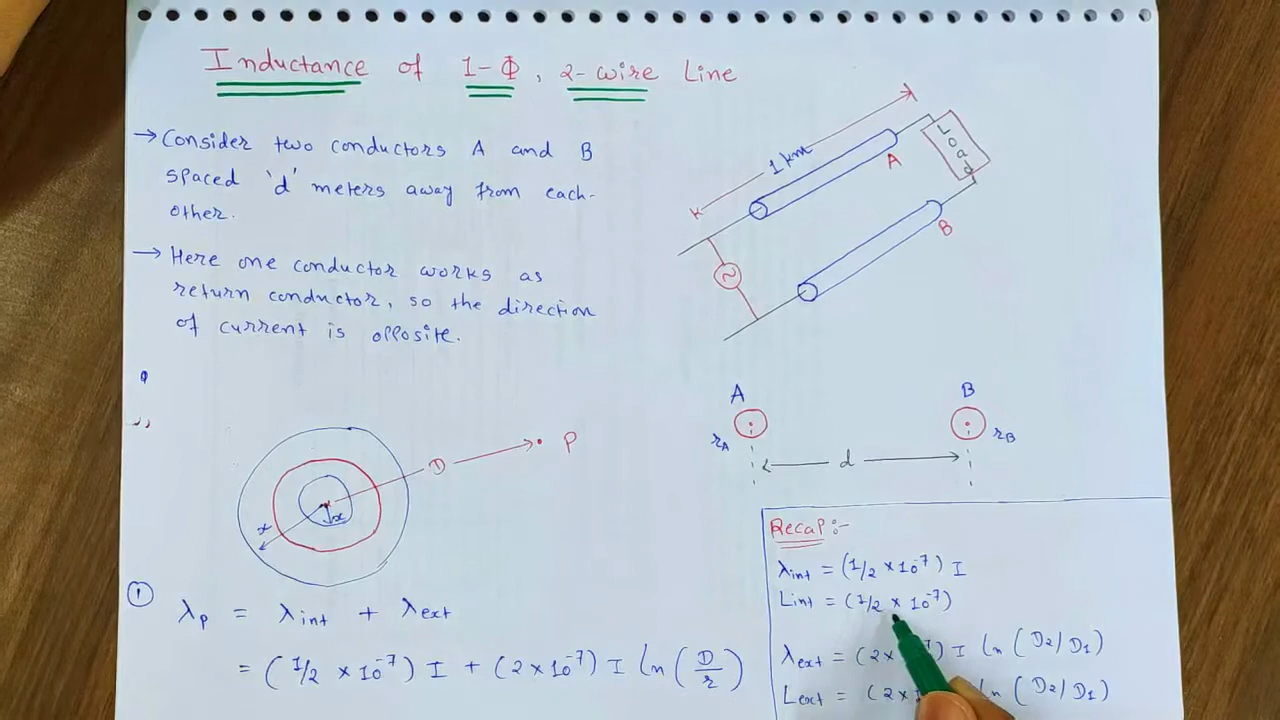 Inductance of 1-Φ, 2-wire Line
→ Consider two conductors A and B
spaced 'd' meters away from each-
other.
→ Here one conductor works as
return conductor, so the direction
of current is opposite.
1 km
Load
A
B
A
B
rA
rB
d
D
P
x
x
Recap:-
λint = (1/2 × 10⁻⁷) I
Lint = (1/2 × 10⁻⁷)
λext = (2× I ln (D2/D1)
Lext = (2× ln (D2/D1)
① λp = λint + λext
= (1/2 × 10⁻⁷) I + (2×10⁻⁷) I ln (D/r)